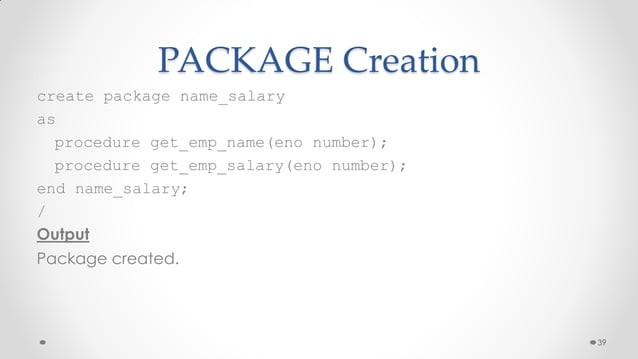 PACKAGE Creation
create package name_salary
as
procedure get_emp_name(eno number);
procedure get_emp_salary(eno number);
end name_salary;
/
Output
Package created.
39